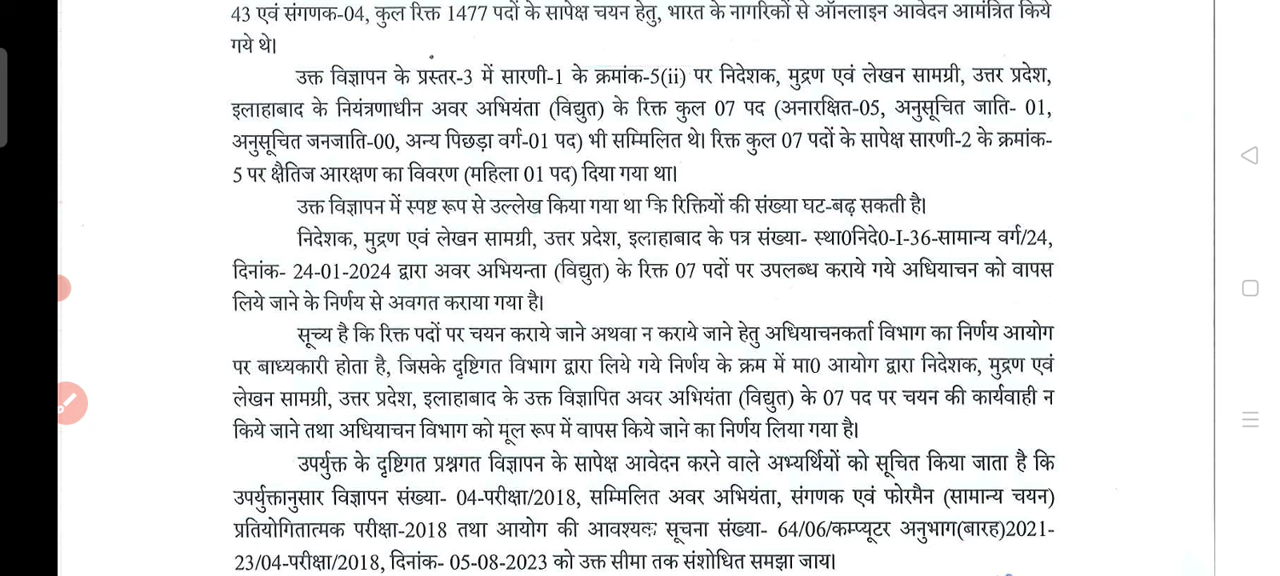 43 एवं संगणक-04, कुल रिक्त 1477 पदों के सापेक्ष चयन हेतु, भारत के नागरिकों से ऑनलाइन आवेदन आमंत्रित किये
गये थे।
उक्त विज्ञापन के प्रस्तर-3 में सारणी-1 के क्रमांक-5(ii) पर निदेशक, मुद्रण एवं लेखन सामग्री, उत्तर प्रदेश,
इलाहाबाद के नियंत्रणाधीन अवर अभियंता (विद्युत) के रिक्त कुल 07 पद (अनारक्षित-05, अनुसूचित जाति- 01,
अनुसूचित जनजाति-00, अन्य पिछड़ा वर्ग-01 पद) भी सम्मिलित थे। रिक्त कुल 07 पदों के सापेक्ष सारणी-2 के क्रमांक-
5 पर क्षैतिज आरक्षण का विवरण (महिला 01 पद) दिया गया था।
उक्त विज्ञापन में स्पष्ट रूप से उल्लेख किया गया था कि रिक्तियों की संख्या घट-बढ़ सकती है।
निदेशक, मुद्रण एवं लेखन सामग्री, उत्तर प्रदेश, इलाहाबाद के पत्र संख्या- स्था0निदे0-I-36-सामान्य वर्ग/24,
दिनांक- 24-01-2024 द्वारा अवर अभियन्ता (विद्युत) के रिक्त 07 पदों पर उपलब्ध कराये गये अधियाचन को वापस
लिये जाने के निर्णय से अवगत कराया गया है।
सूच्य है कि रिक्त पदों पर चयन कराये जाने अथवा न कराये जाने हेतु अधियाचनकर्ता विभाग का निर्णय आयोग
पर बाध्यकारी होता है, जिसके दृष्टिगत विभाग द्वारा लिये गये निर्णय के क्रम में मा0 आयोग द्वारा निदेशक, मुद्रण एवं
लेखन सामग्री, उत्तर प्रदेश, इलाहाबाद के उक्त विज्ञापित अवर अभियंता (विद्युत) के 07 पद पर चयन की कार्यवाही न
किये जाने तथा अधियाचन विभाग को मूल रूप में वापस किये जाने का निर्णय लिया गया है।
उपर्युक्त के दृष्टिगत प्रश्नगत विज्ञापन के सापेक्ष आवेदन करने वाले अभ्यर्थियों को सूचित किया जाता है कि
उपर्युक्तानुसार विज्ञापन संख्या- 04-परीक्षा/2018, सम्मिलित अवर अभियंता, संगणक एवं फोरमैन (सामान्य चयन)
प्रतियोगितात्मक परीक्षा-2018 तथा आयोग की आवश्यक सूचना संख्या- 64/06/कम्प्यूटर अनुभाग(बारह)2021-
23/04-परीक्षा/2018, दिनांक- 05-08-2023 को उक्त सीमा तक संशोधित समझा जाय।